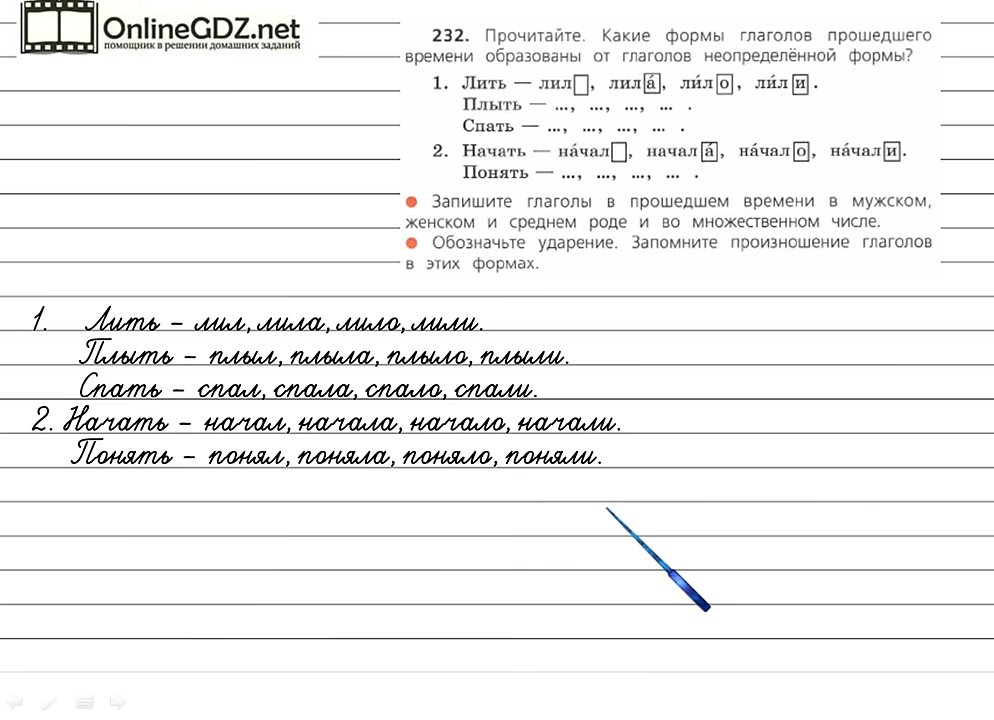 OnlineGDZ.net
помощник в решении домашних заданий
232. Прочитайте. Какие формы глаголов прошедшего
времени образованы от глаголов неопределённой формы?
1. Лить — лил☐, лила́, ли́ло, ли́ли.
Плыть — ..., ..., ..., ... .
Спать — ..., ..., ..., ... .
2. Начать — на́чал☐, начала́, на́чало, на́чали.
Понять — ..., ..., ..., ... .
● Запишите глаголы в прошедшем времени в мужском,
женском и среднем роде и во множественном числе.
● Обозначьте ударение. Запомните произношение глаголов
в этих формах.
1. Лить – лил, лила, лило, лили.
Плыть – плыл, плыла, плыло, плыли.
Спать – спал, спала, спало, спали.
2. Начать – начал, начала, начало, начали.
Понять – понял, поняла, поняло, поняли.